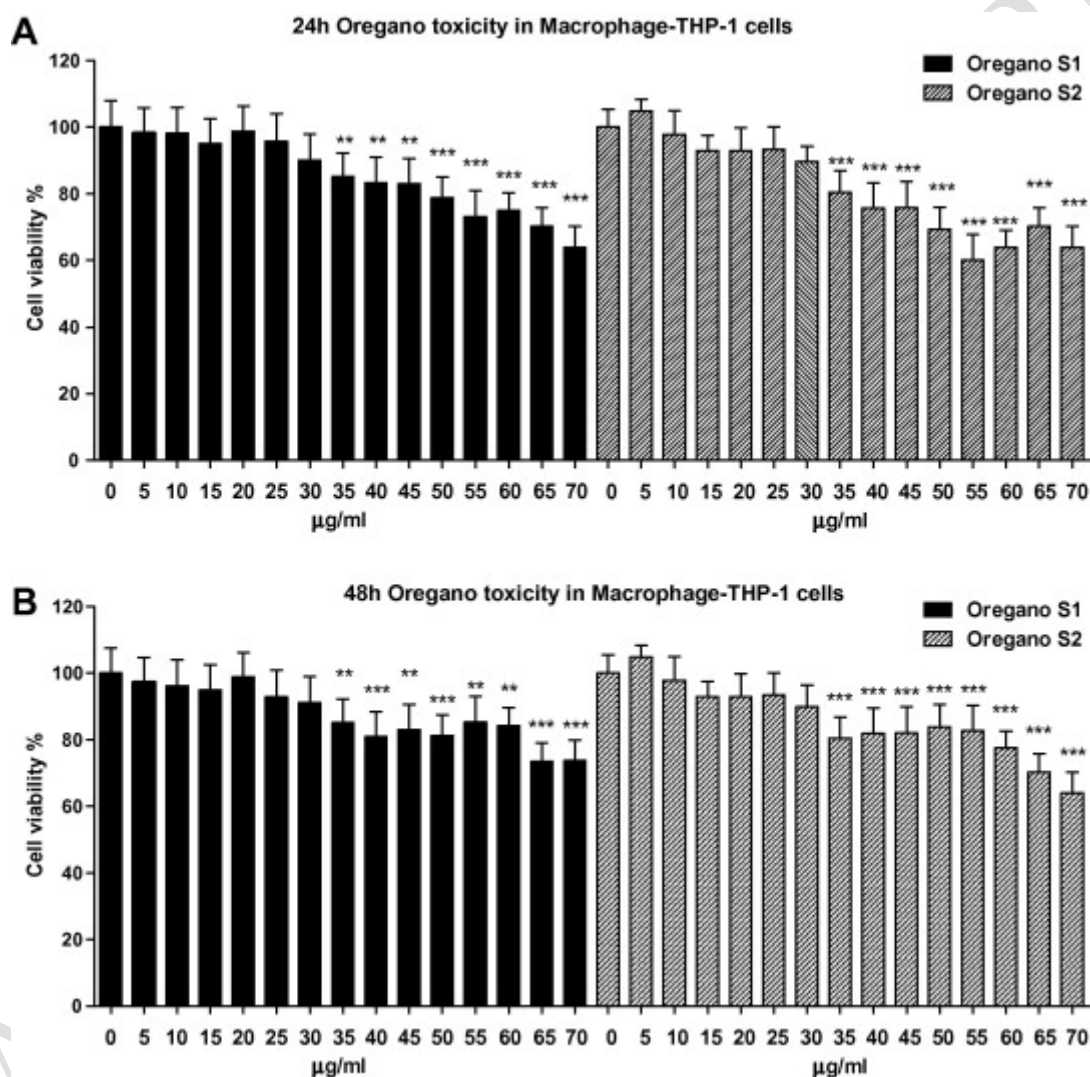 A
24h Oregano toxicity in Macrophage-THP-1 cells
Oregano S1
Oregano S2
Cell viability %
120
100
80
60
40
20
0
** ** ** *** *** *** *** *** *** *** *** *** *** *** *** ***
0 5 10 15 20 25 30 35 40 45 50 55 60 65 70 0 5 10 15 20 25 30 35 40 45 50 55 60 65 70
µg/ml µg/ml
B
48h Oregano toxicity in Macrophage-THP-1 cells
Oregano S1
Oregano S2
Cell viability %
120
100
80
60
40
20
0
** *** ** *** ** ** *** *** *** *** *** *** *** *** *** ***
0 5 10 15 20 25 30 35 40 45 50 55 60 65 70 0 5 10 15 20 25 30 35 40 45 50 55 60 65 70
µg/ml µg/ml